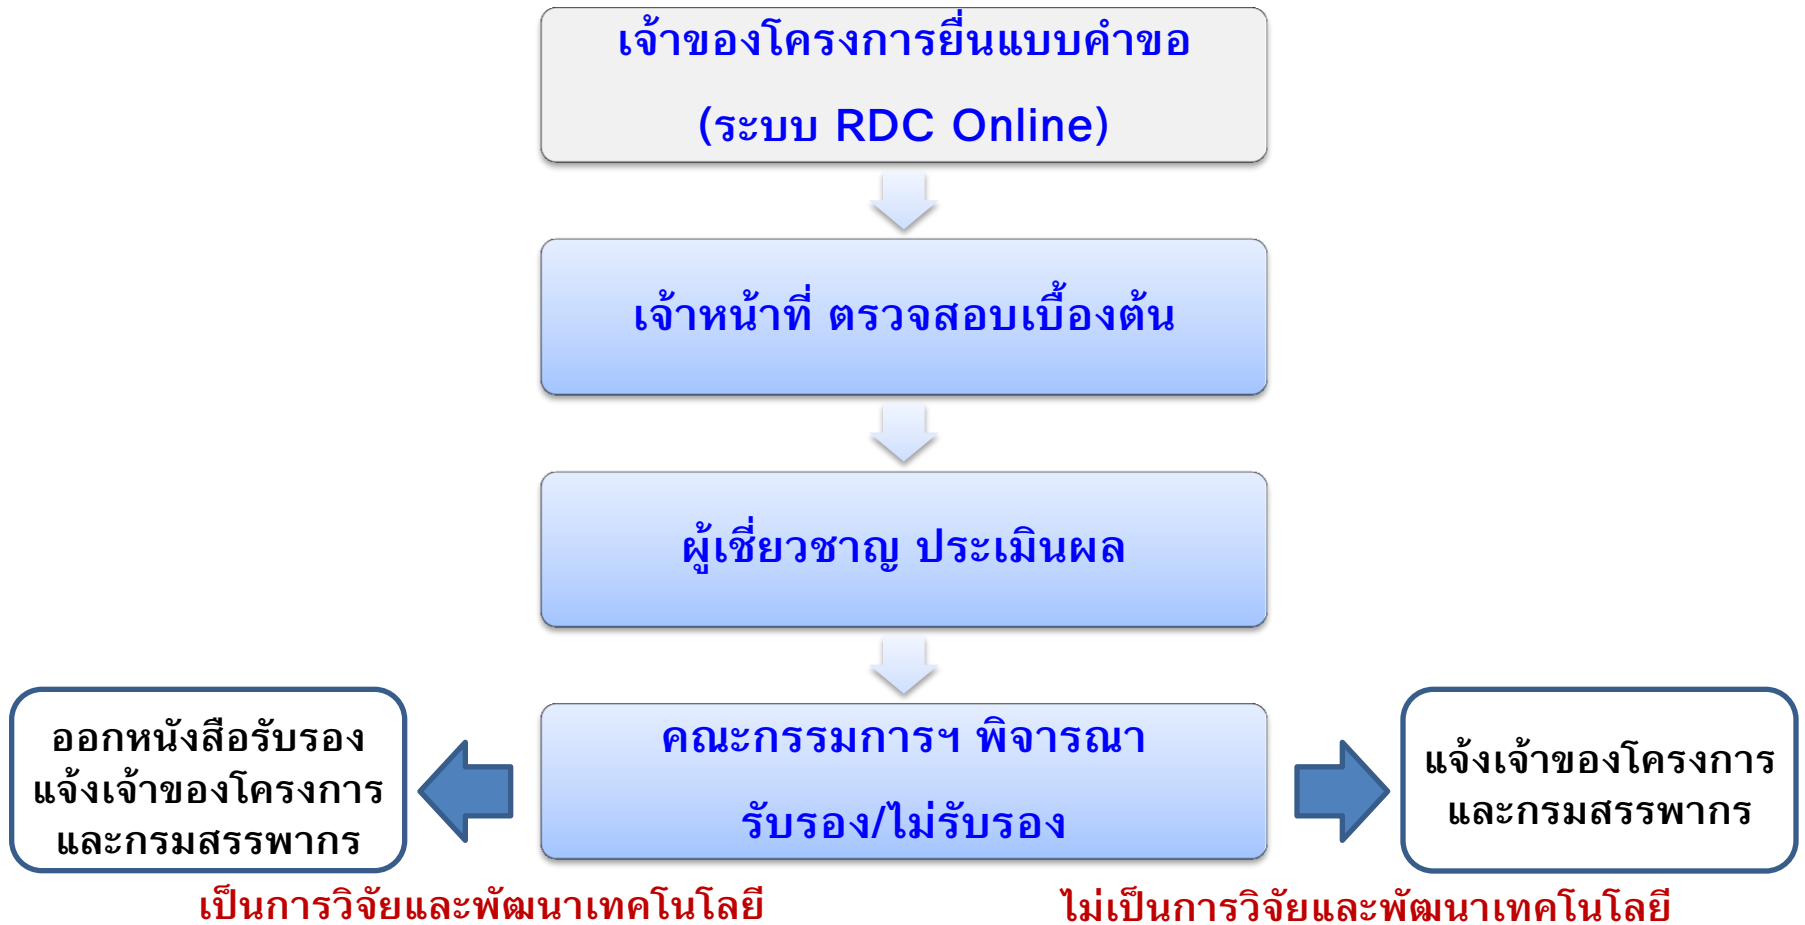 เจ้าของโครงการยื่นแบบคำขอ
(ระบบ RDC Online)
เจ้าหน้าที่ ตรวจสอบเบื้องต้น
ผู้เชี่ยวชาญ ประเมินผล
คณะกรรมการฯ พิจารณา
รับรอง/ไม่รับรอง
ออกหนังสือรับรอง
แจ้งเจ้าของโครงการ
และกรมสรรพากร
แจ้งเจ้าของโครงการ
และกรมสรรพากร
เป็นการวิจัยและพัฒนาเทคโนโลยี
ไม่เป็นการวิจัยและพัฒนาเทคโนโลยี